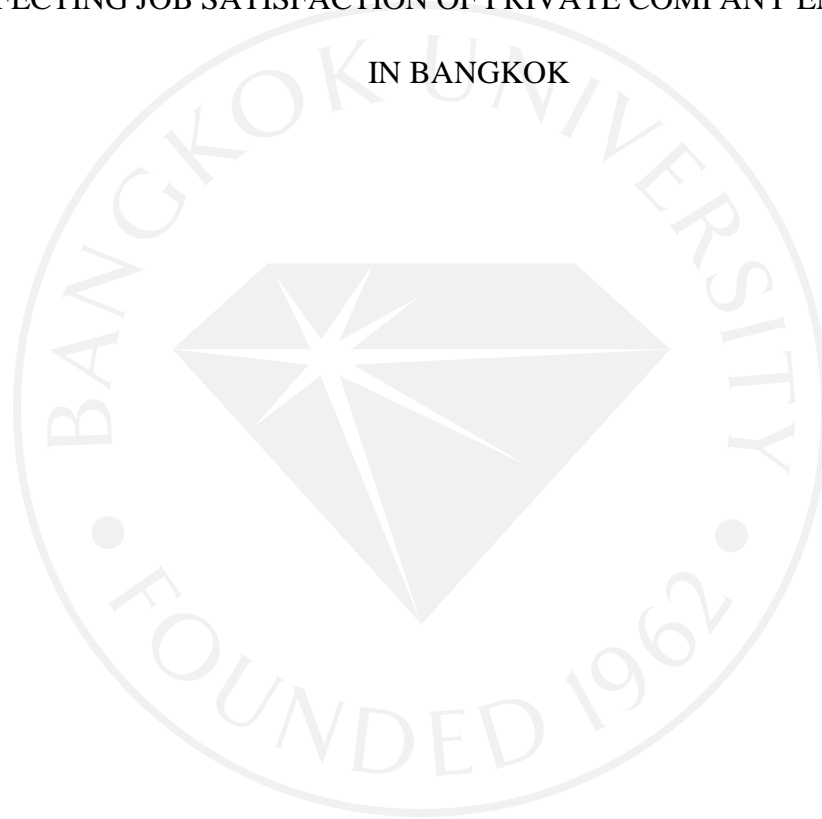 JOB SATISFACTION OF PRIVATE COMPANY
IN BANGKOK
BANGKOK UNIVERSITY
FOUNDED 1962